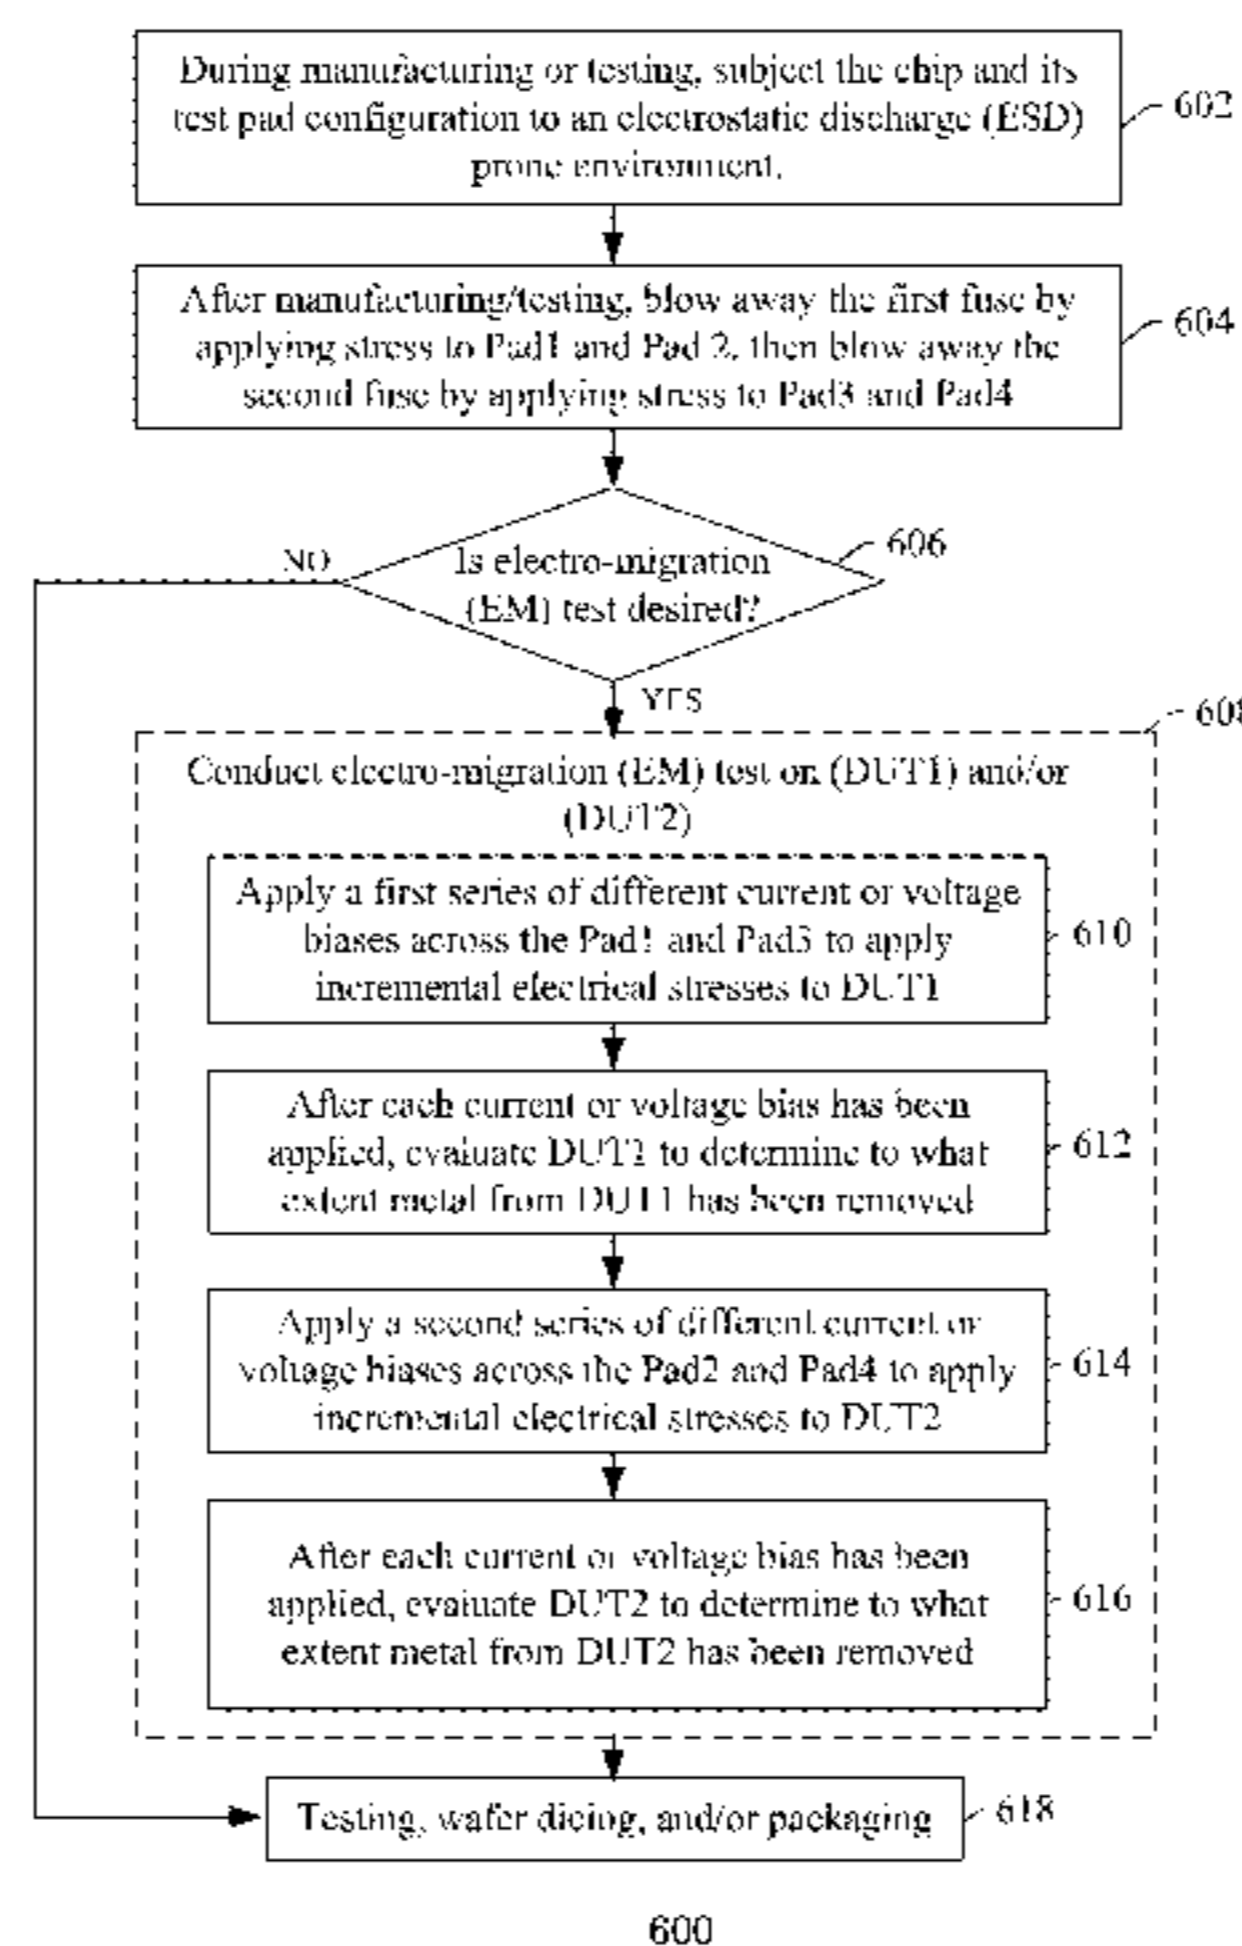 During manufacturing or testing, subject the chip and its
test pad configuration to an electrostatic discharge (ESD)
prone environment.
602
After manufacturing/testing, blow away the first fuse by
applying stress to Pad1 and Pad 2, then blow away the
second fuse by applying stress to Pad3 and Pad4
604
Is electro-migration
(EM) test desired?
606
NO
YES
608
Conduct electro-migration (EM) test on (DUT1) and/or
(DUT2)
Apply a first series of different current or voltage
biases across the Pad1 and Pad3 to apply
incremental electrical stresses to DUT1
610
After each current or voltage bias has been
applied, evaluate DUT1 to determine to what
extent metal from DUT1 has been removed
612
Apply a second series of different current or
voltage biases across the Pad2 and Pad4 to apply
incremental electrical stresses to DUT2
614
After each current or voltage bias has been
applied, evaluate DUT2 to determine to what
extent metal from DUT2 has been removed
616
Testing, wafer dicing, and/or packaging
618
600